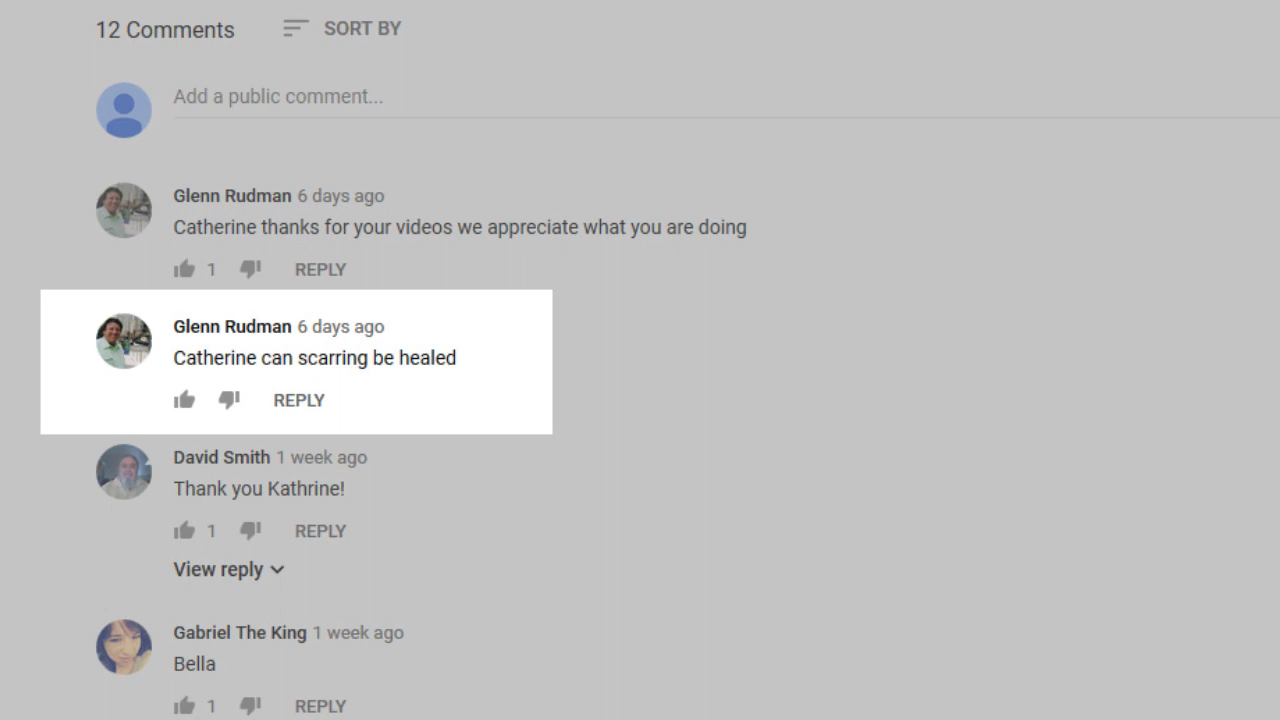 12 Comments SORT BY
Add a public comment...
Glenn Rudman 6 days ago
Catherine thanks for your videos we appreciate what you are doing
1 REPLY
Glenn Rudman 6 days ago
Catherine can scarring be healed
REPLY
David Smith 1 week ago
Thank you Kathrine!
1 REPLY
View reply
Gabriel The King 1 week ago
Bella
1 REPLY